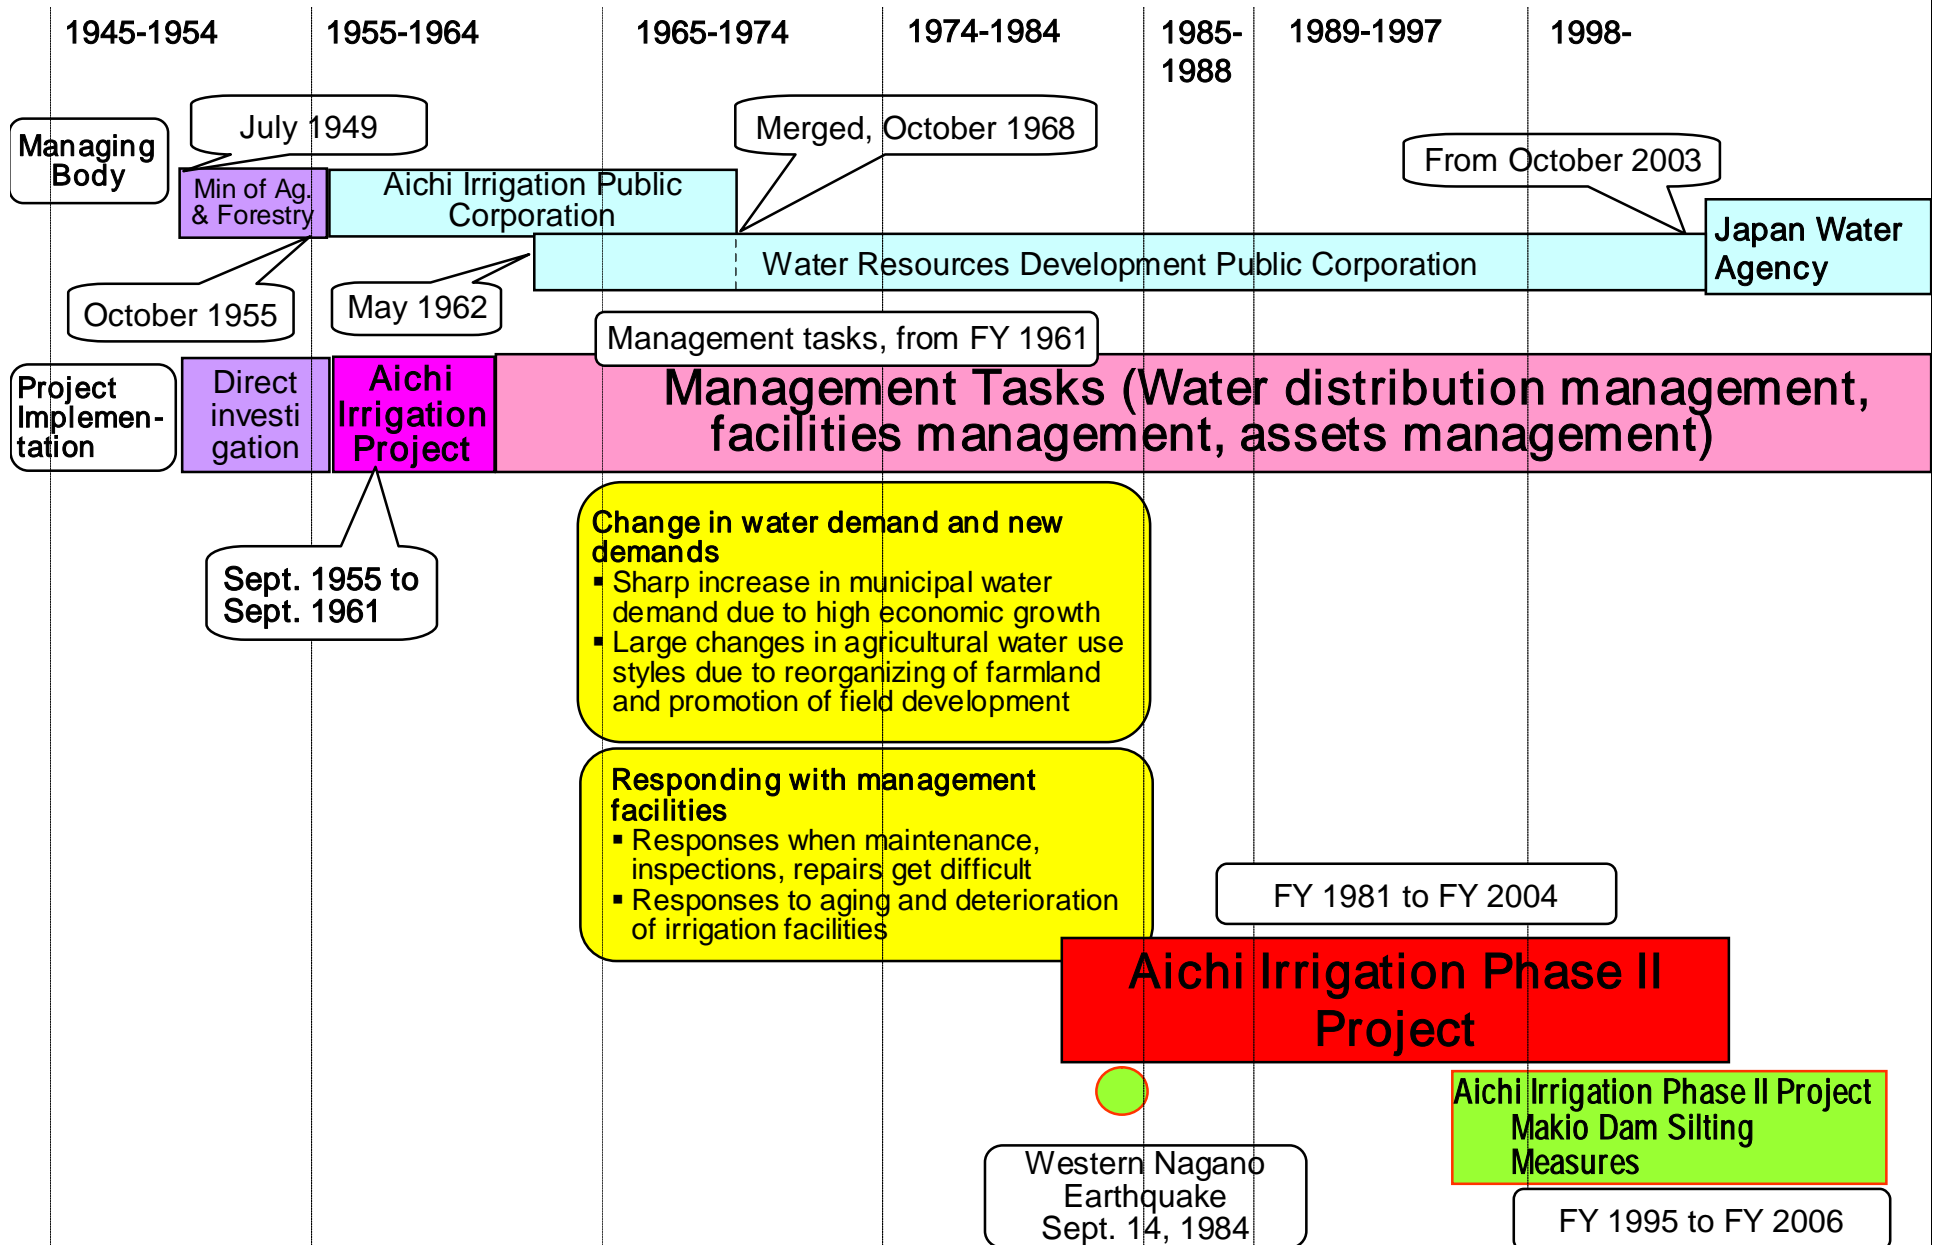 1945-1954
1955-1964
1965-1974
1974-1984
1985-
1988
1989-1997
1998-
July 1949
Merged, October 1968
From October 2003
Managing
Body
Min of Ag.
& Forestry
Aichi Irrigation Public
Corporation
Water Resources Development Public Corporation
Japan Water
Agency
October 1955
May 1962
Management tasks, from FY 1961
Project
Implemen-
tation
Direct
investi
gation
Aichi
Irrigation
Project
Management Tasks (Water distribution management,
facilities management, assets management)
Sept. 1955 to
Sept. 1961
Change in water demand and new
demands
▪ Sharp increase in municipal water
demand due to high economic growth
▪ Large changes in agricultural water use
styles due to reorganizing of farmland
and promotion of field development
Responding with management
facilities
▪ Responses when maintenance,
inspections, repairs get difficult
▪ Responses to aging and deterioration
of irrigation facilities
FY 1981 to FY 2004
Aichi Irrigation Phase II
Project
Aichi Irrigation Phase II Project
Makio Dam Silting
Measures
Western Nagano
Earthquake
Sept. 14, 1984
FY 1995 to FY 2006